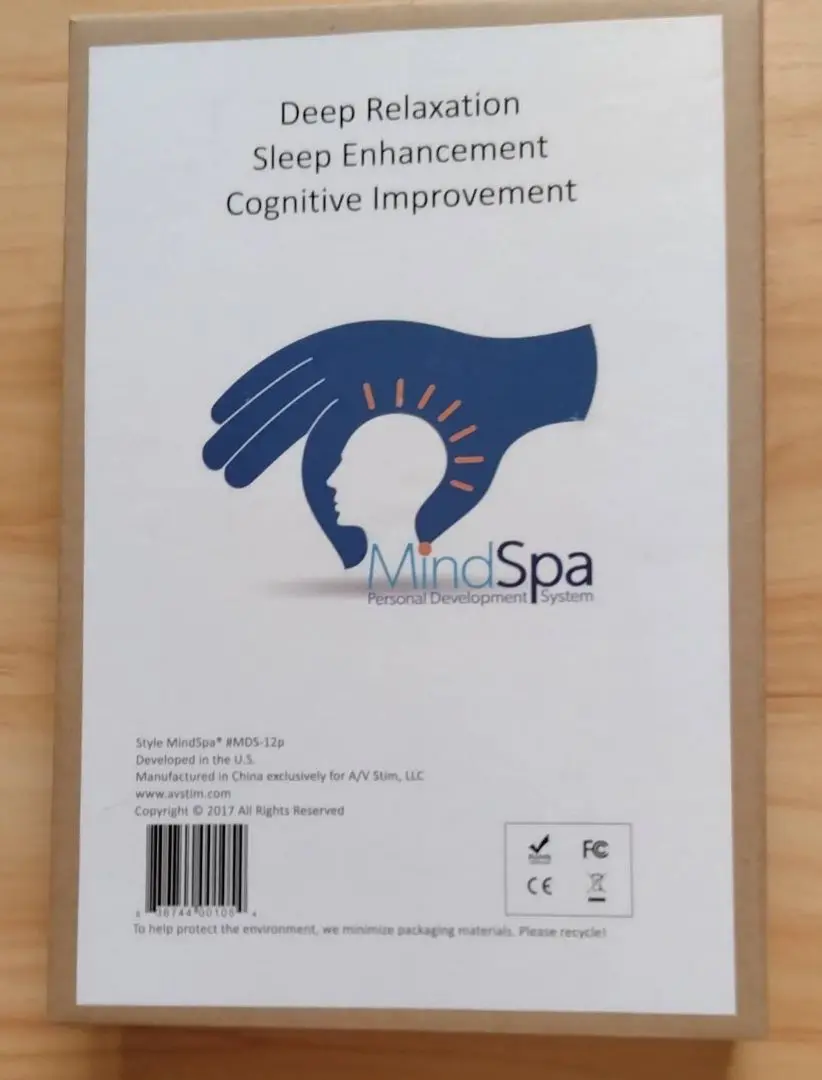 Deep Relaxation
Sleep Enhancement
Cognitive Improvement
MindSpa
Personal Development System
Style MindSpa® #MDS-12p
Developed in the U.S.
Manufactured in China exclusively for A/V Stim, LLC
www.avstim.com
Copyright © 2017 All Rights Reserved
FC
CE
To help protect the environment, we minimize packaging materials. Please recycle!